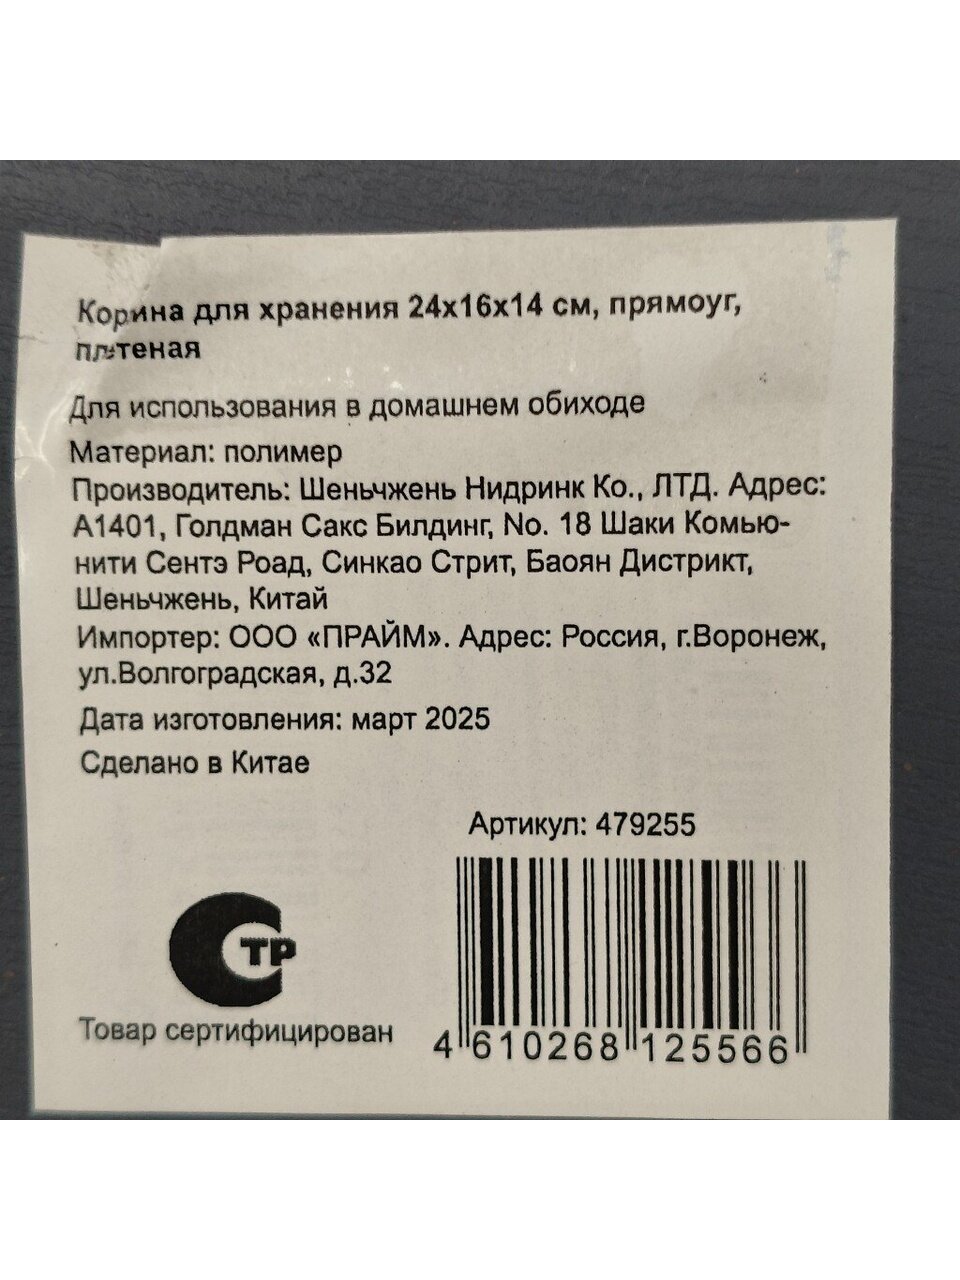 Корзина для хранения 24х16х14 см, прямоуг,
плетеная
Для использования в домашнем обиходе
Материал: полимер
Производитель: Шеньчжень Нидринк Ко., ЛТД. Адрес:
А1401, Голдман Сакс Билдинг, No. 18 Шаки Комью-
нити Сентэ Роад, Синкао Стрит, Баоян Дистрикт,
Шеньчжень, Китай
Импортер: ООО «ПРАЙМ». Адрес: Россия, г.Воронеж,
ул.Волгоградская, д.32
Дата изготовления: март 2025
Сделано в Китае
Артикул: 479255
СТР
Товар сертифицирован
4 610268 125566